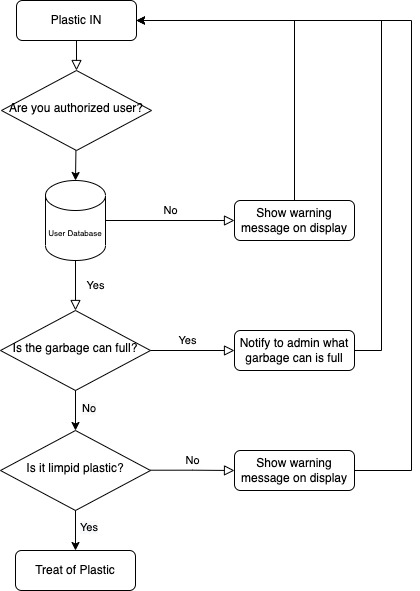 Plastic IN
Are you authorized user?
User Database
No
Show warning
message on display
Yes
Is the garbage can full?
Yes
Notify to admin what
garbage can is full
No
Is it limpid plastic?
No
Show warning
message on display
Yes
Treat of Plastic